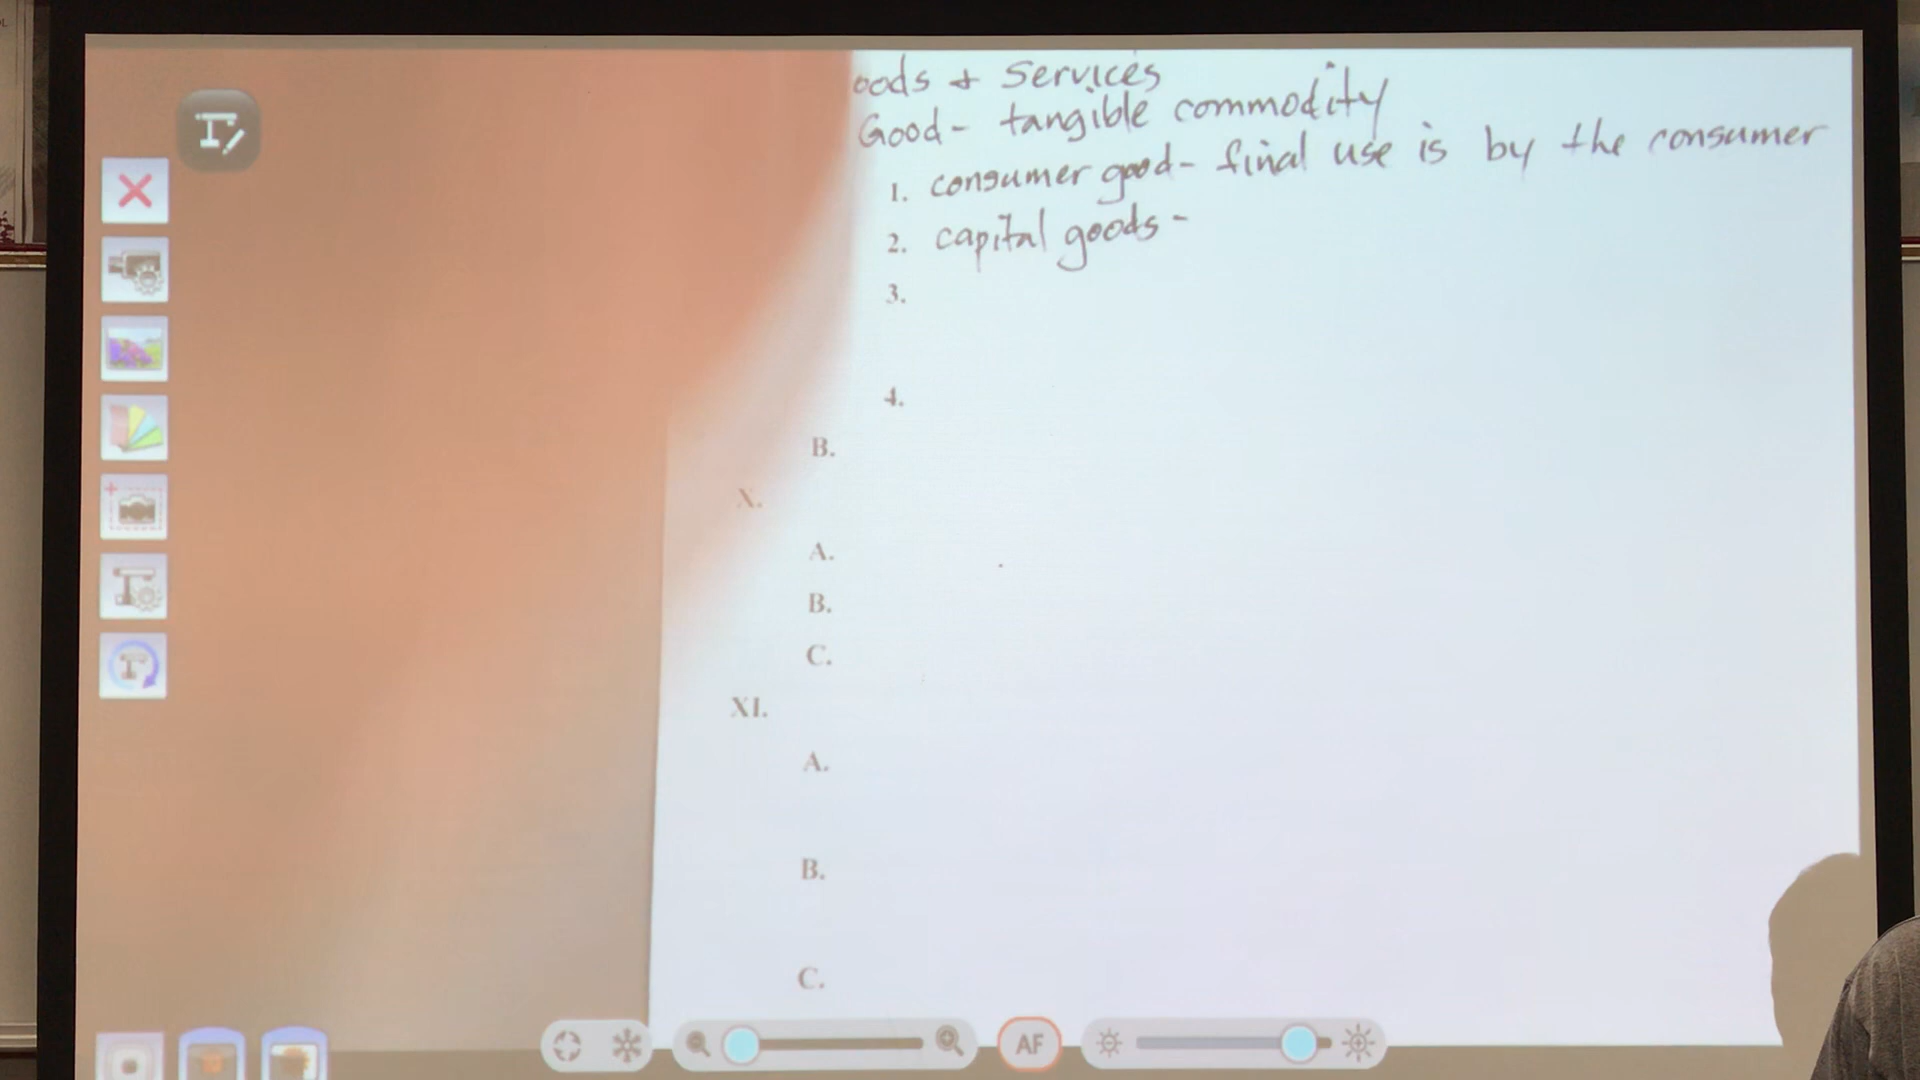 oods + Services
Good- tangible commodity
1. consumer good- final use is by the consumer
2. capital goods -
3.
4.
B.
X.
A.
B.
C.
XI.
A.
B.
C.
AF